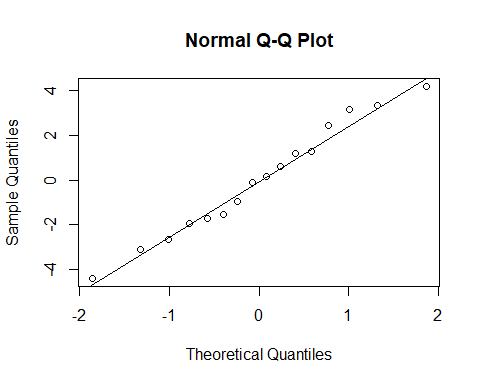 Normal Q-Q Plot
Sample Quantiles
4
2
0
-2
-4
-2 -1 0 1 2
Theoretical Quantiles